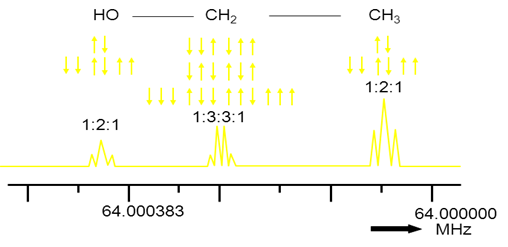 HO CH2 CH3
1:2:1 1:3:3:1 1:2:1
64.000383 64.000000
MHz